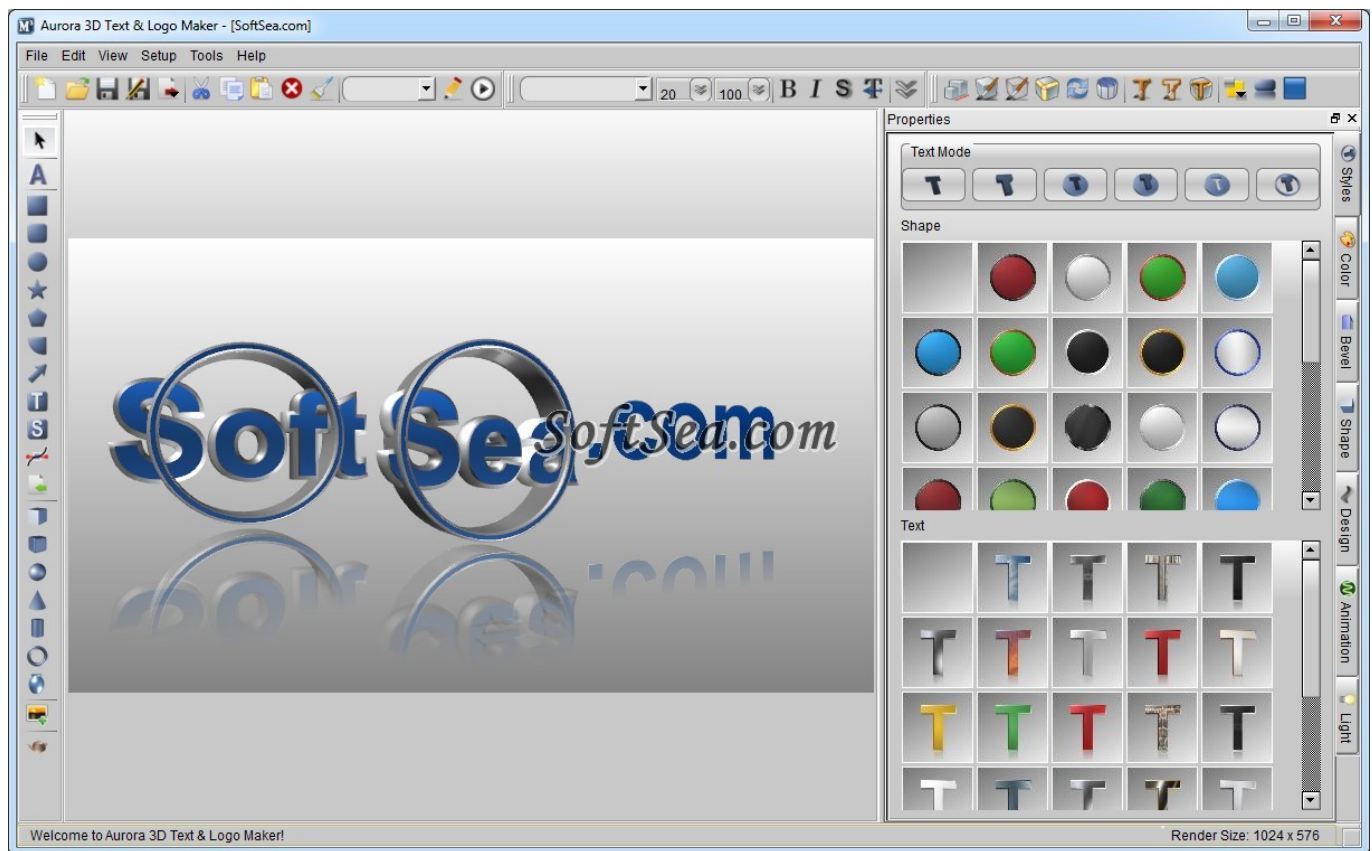 Aurora 3D Text & Logo Maker - [SoftSea.com]
File Edit View Setup Tools Help
20 100 B I S T
Properties
Text Mode
Shape
Text
Styles
Color
Bevel
Shape
Design
Animation
Light
A
T
S
Soft Sea.com
SoftSea.com
Welcome to Aurora 3D Text & Logo Maker!
Render Size: 1024 x 576